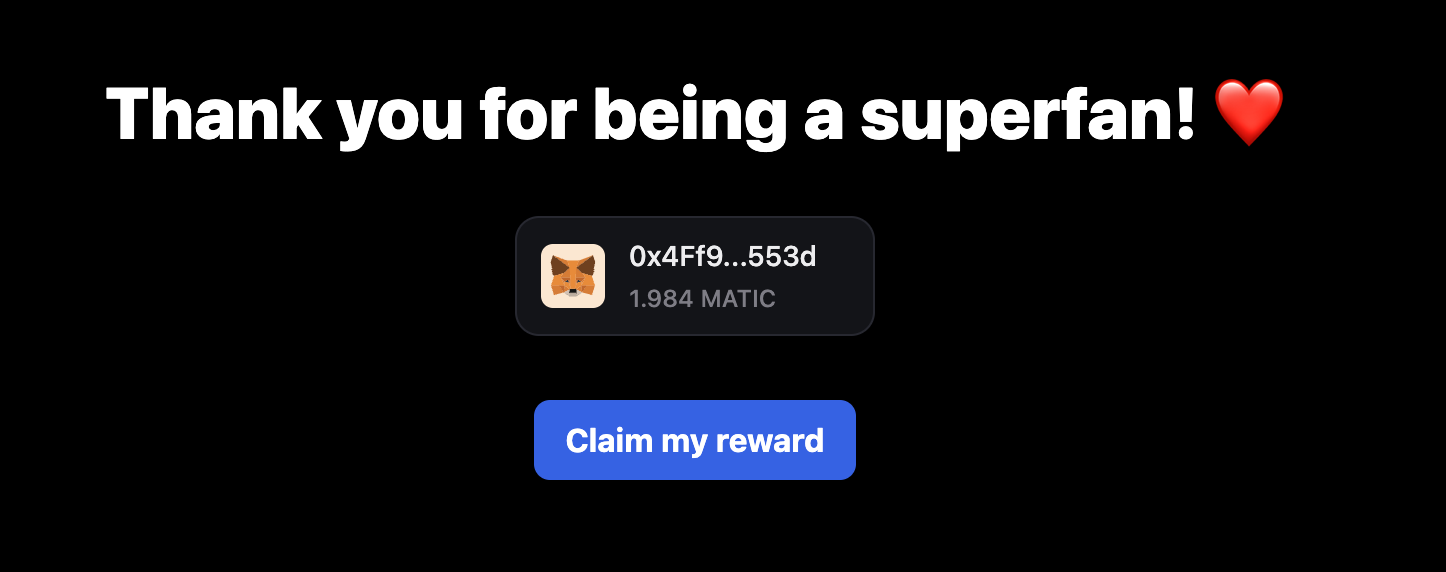 Thank you for being a superfan! ❤️
0x4Ff9...553d
1.984 MATIC
Claim my reward